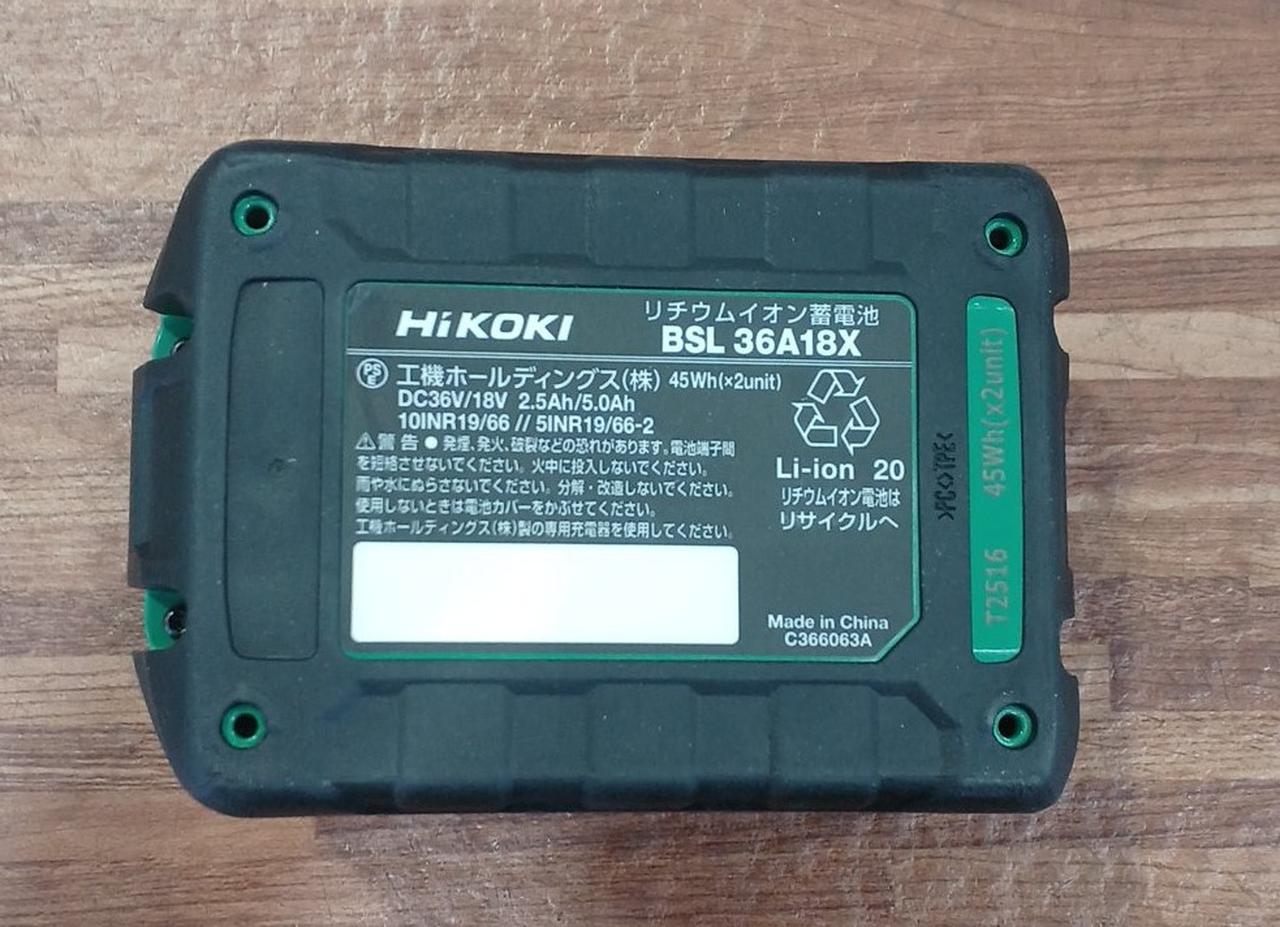 HiKOKI
リチウムイオン蓄電池
BSL 36A18X
PS E
工機ホールディングス(株) 45Wh(×2unit)
DC36V/18V 2.5Ah/5.0Ah
10INR19/66 // 5INR19/66-2
⚠警告 ● 発煙、発火、破裂などの恐れがあります。電池端子間
を短絡させないでください。火中に投入しないでください。
雨や水にぬらさないでください。分解・改造しないでください。
使用しないときは電池カバーをかぶせてください。
工機ホールディングス(株)製の専用充電器を使用してください。
Li-ion 20
リチウムイオン電池は
リサイクルへ
Made in China
C366063A
>PC<>TPE<
T2516 45Wh(x2unit)